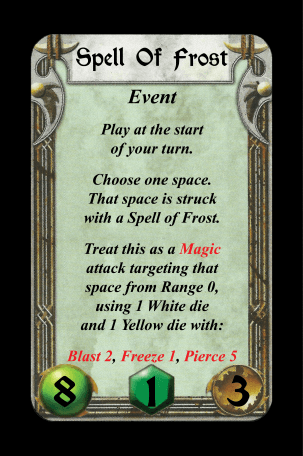 Spell Of Frost
Event
Play at the start
of your turn.
Choose one space.
That space is struck
with a Spell of Frost.
Treat this as a Magic
attack targeting that
space from Range 0,
using 1 White die
and 1 Yellow die with:
Blast 2, Freeze 1, Pierce 5
8 1 3